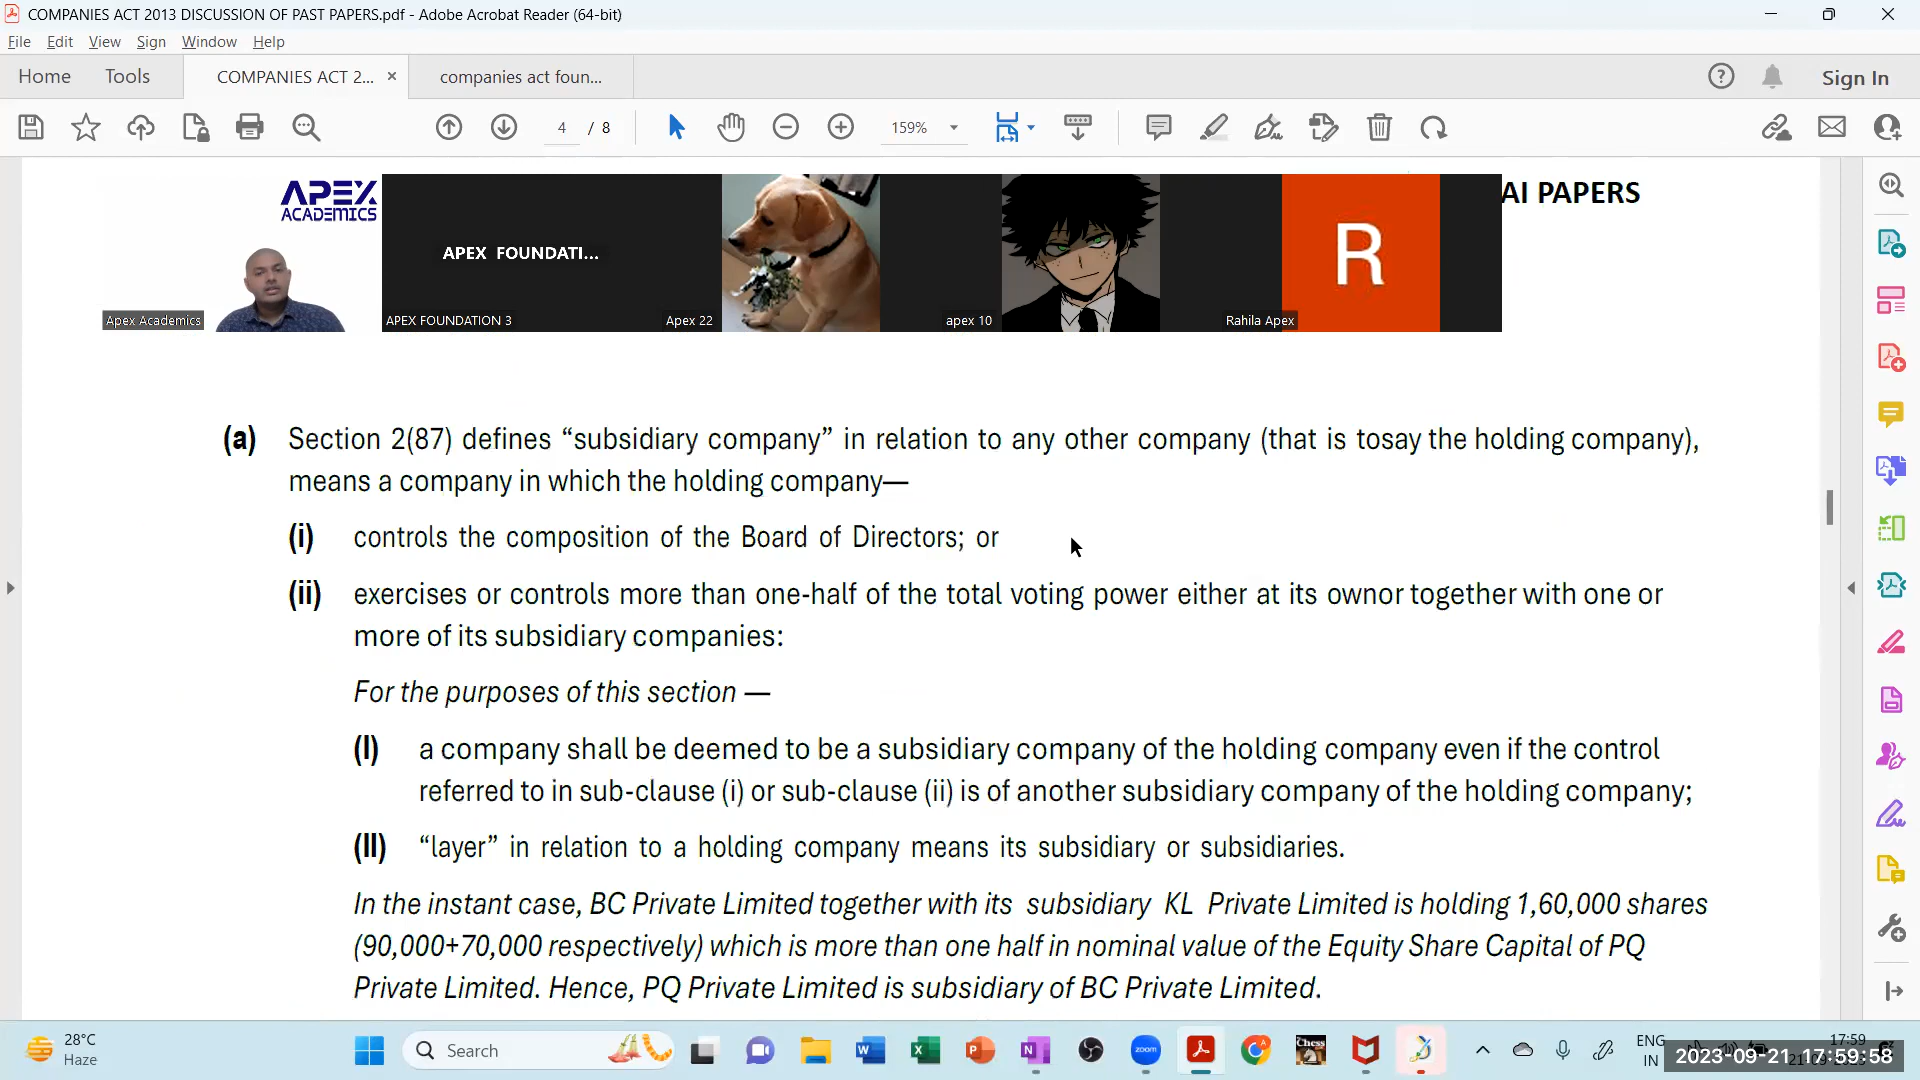 COMPANIES ACT 2013 DISCUSSION OF PAST PAPERS.pdf - Adobe Acrobat Reader (64-bit)
File Edit View Sign Window Help
Home Tools COMPANIES ACT 2... × companies act foun... Sign In
4 / 8 159%
AI PAPERS
APEX
ACADEMICS
APEX FOUNDATI...
R
Apex Academics APEX FOUNDATION 3 Apex 22 apex 10 Rahila Apex
(a) Section 2(87) defines “subsidiary company” in relation to any other company (that is tosay the holding company),
means a company in which the holding company—
(i) controls the composition of the Board of Directors; or
(ii) exercises or controls more than one-half of the total voting power either at its ownor together with one or
more of its subsidiary companies:
For the purposes of this section —
(I) a company shall be deemed to be a subsidiary company of the holding company even if the control
referred to in sub-clause (i) or sub-clause (ii) is of another subsidiary company of the holding company;
(II) “layer” in relation to a holding company means its subsidiary or subsidiaries.
In the instant case, BC Private Limited together with its subsidiary KL Private Limited is holding 1,60,000 shares
(90,000+70,000 respectively) which is more than one half in nominal value of the Equity Share Capital of PQ
Private Limited. Hence, PQ Private Limited is subsidiary of BC Private Limited.
28°C
Haze
Search
zoom
Chess
ENG
IN
17:59
2023-09-21 17:59:58